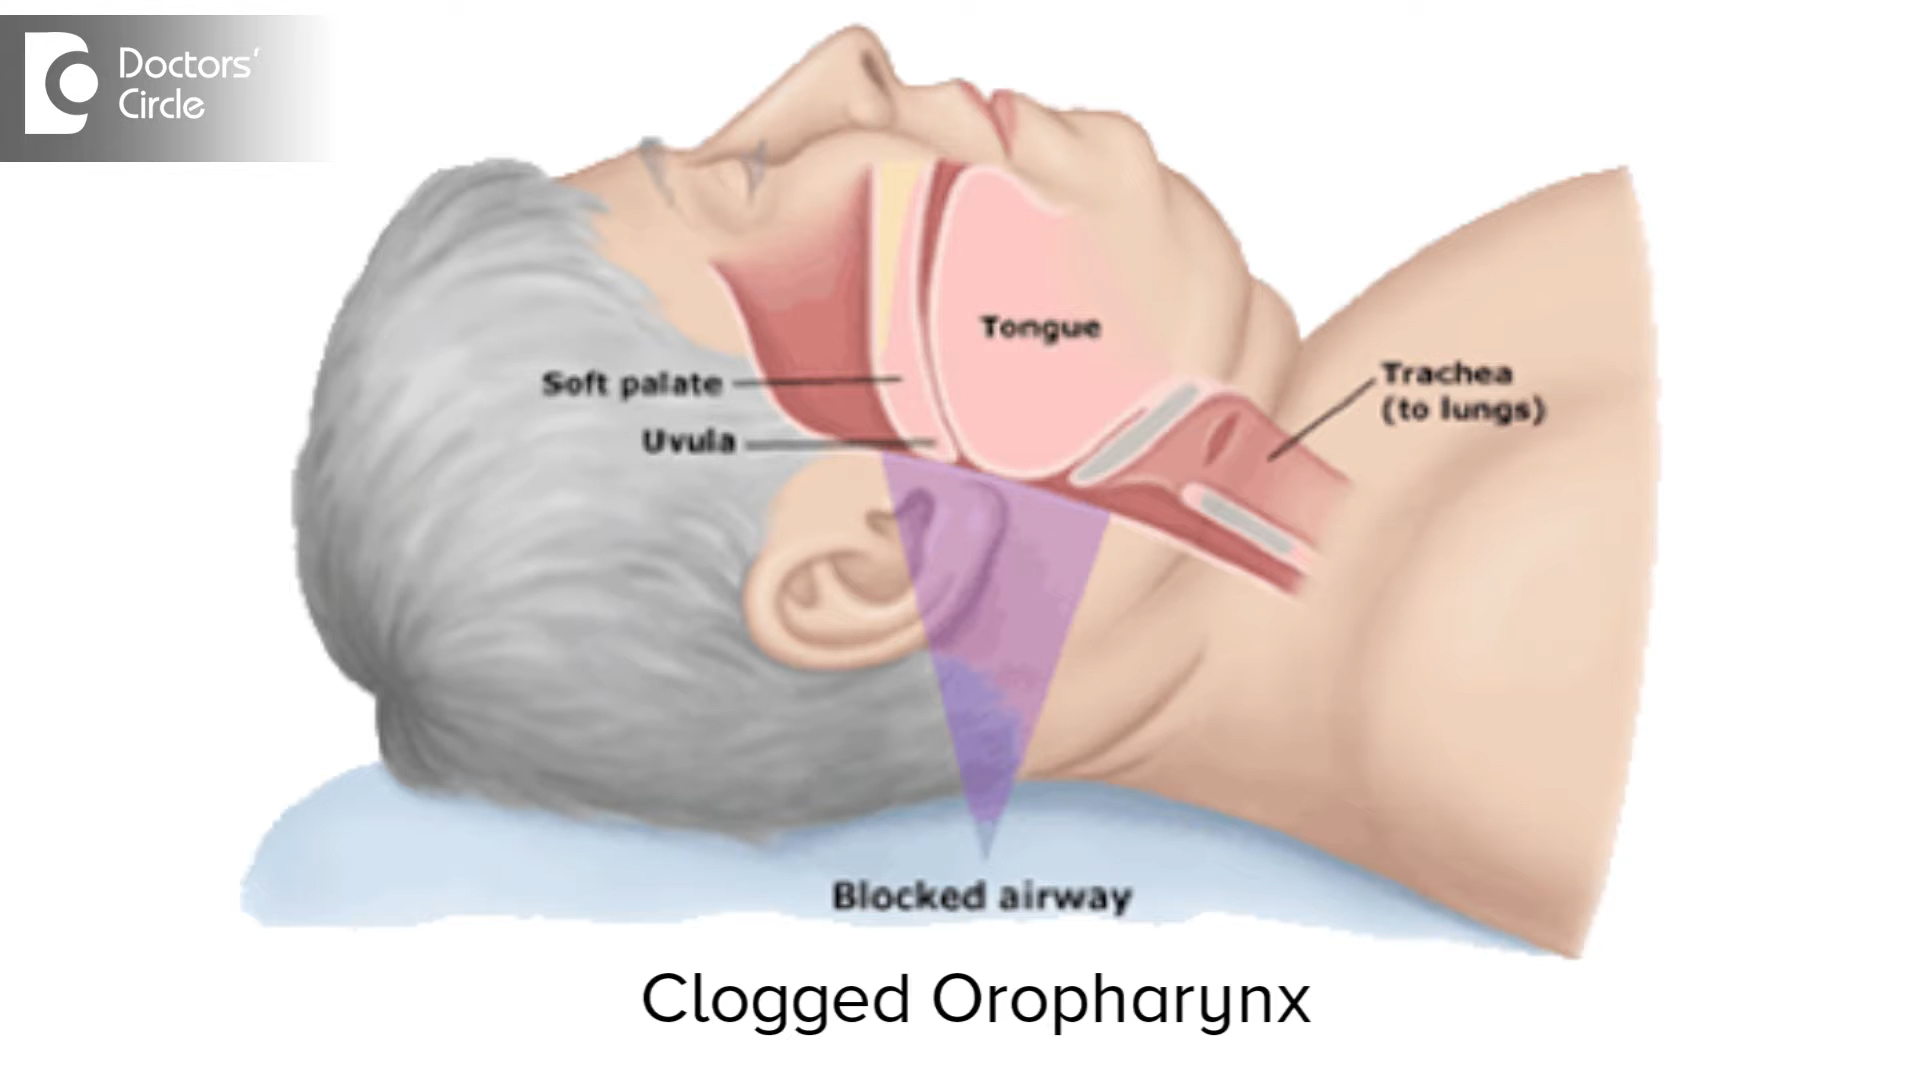 Doctors'
Circle
Tongue
Soft palate
Trachea
(to lungs)
Uvula
Blocked airway
Clogged Oropharynx